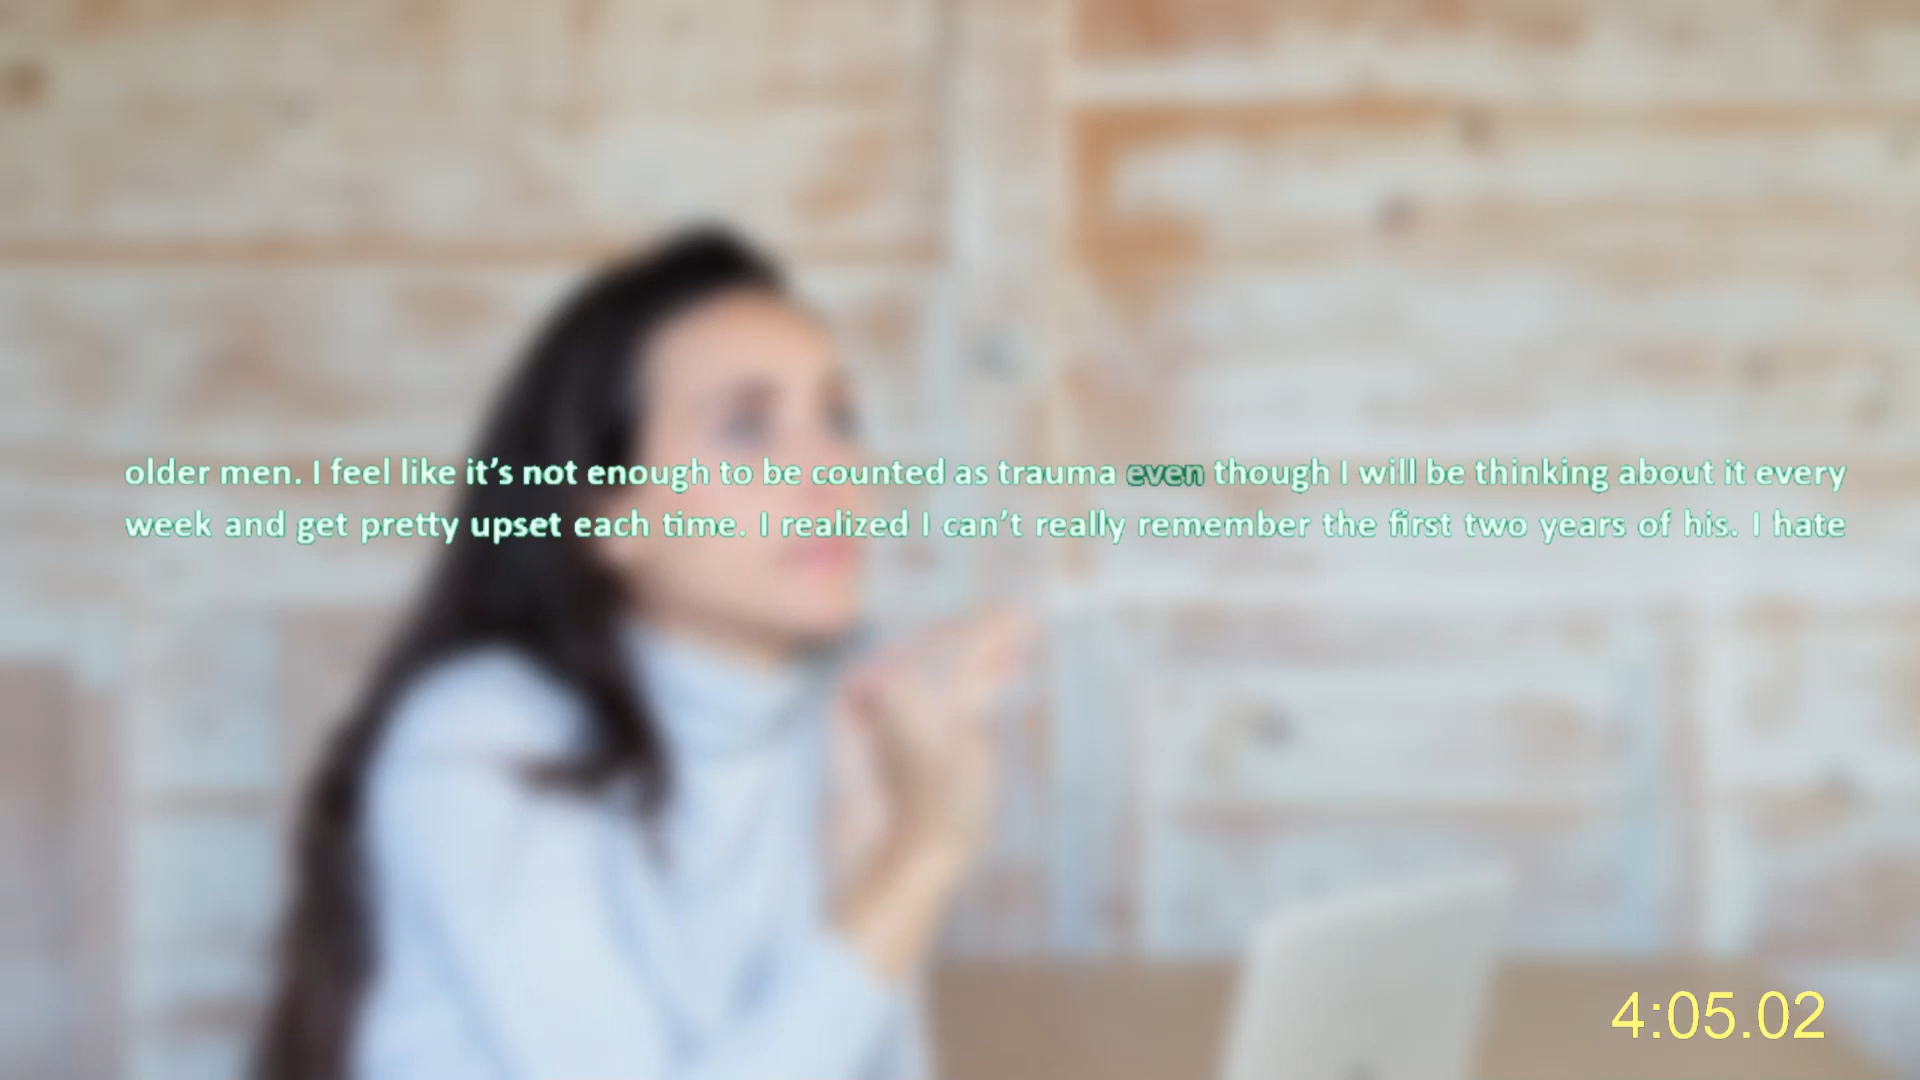 older men. I feel like it’s not enough to be counted as trauma even though I will be thinking about it every
week and get pretty upset each time. I realized I can’t really remember the first two years of his. I hate
4:05.02